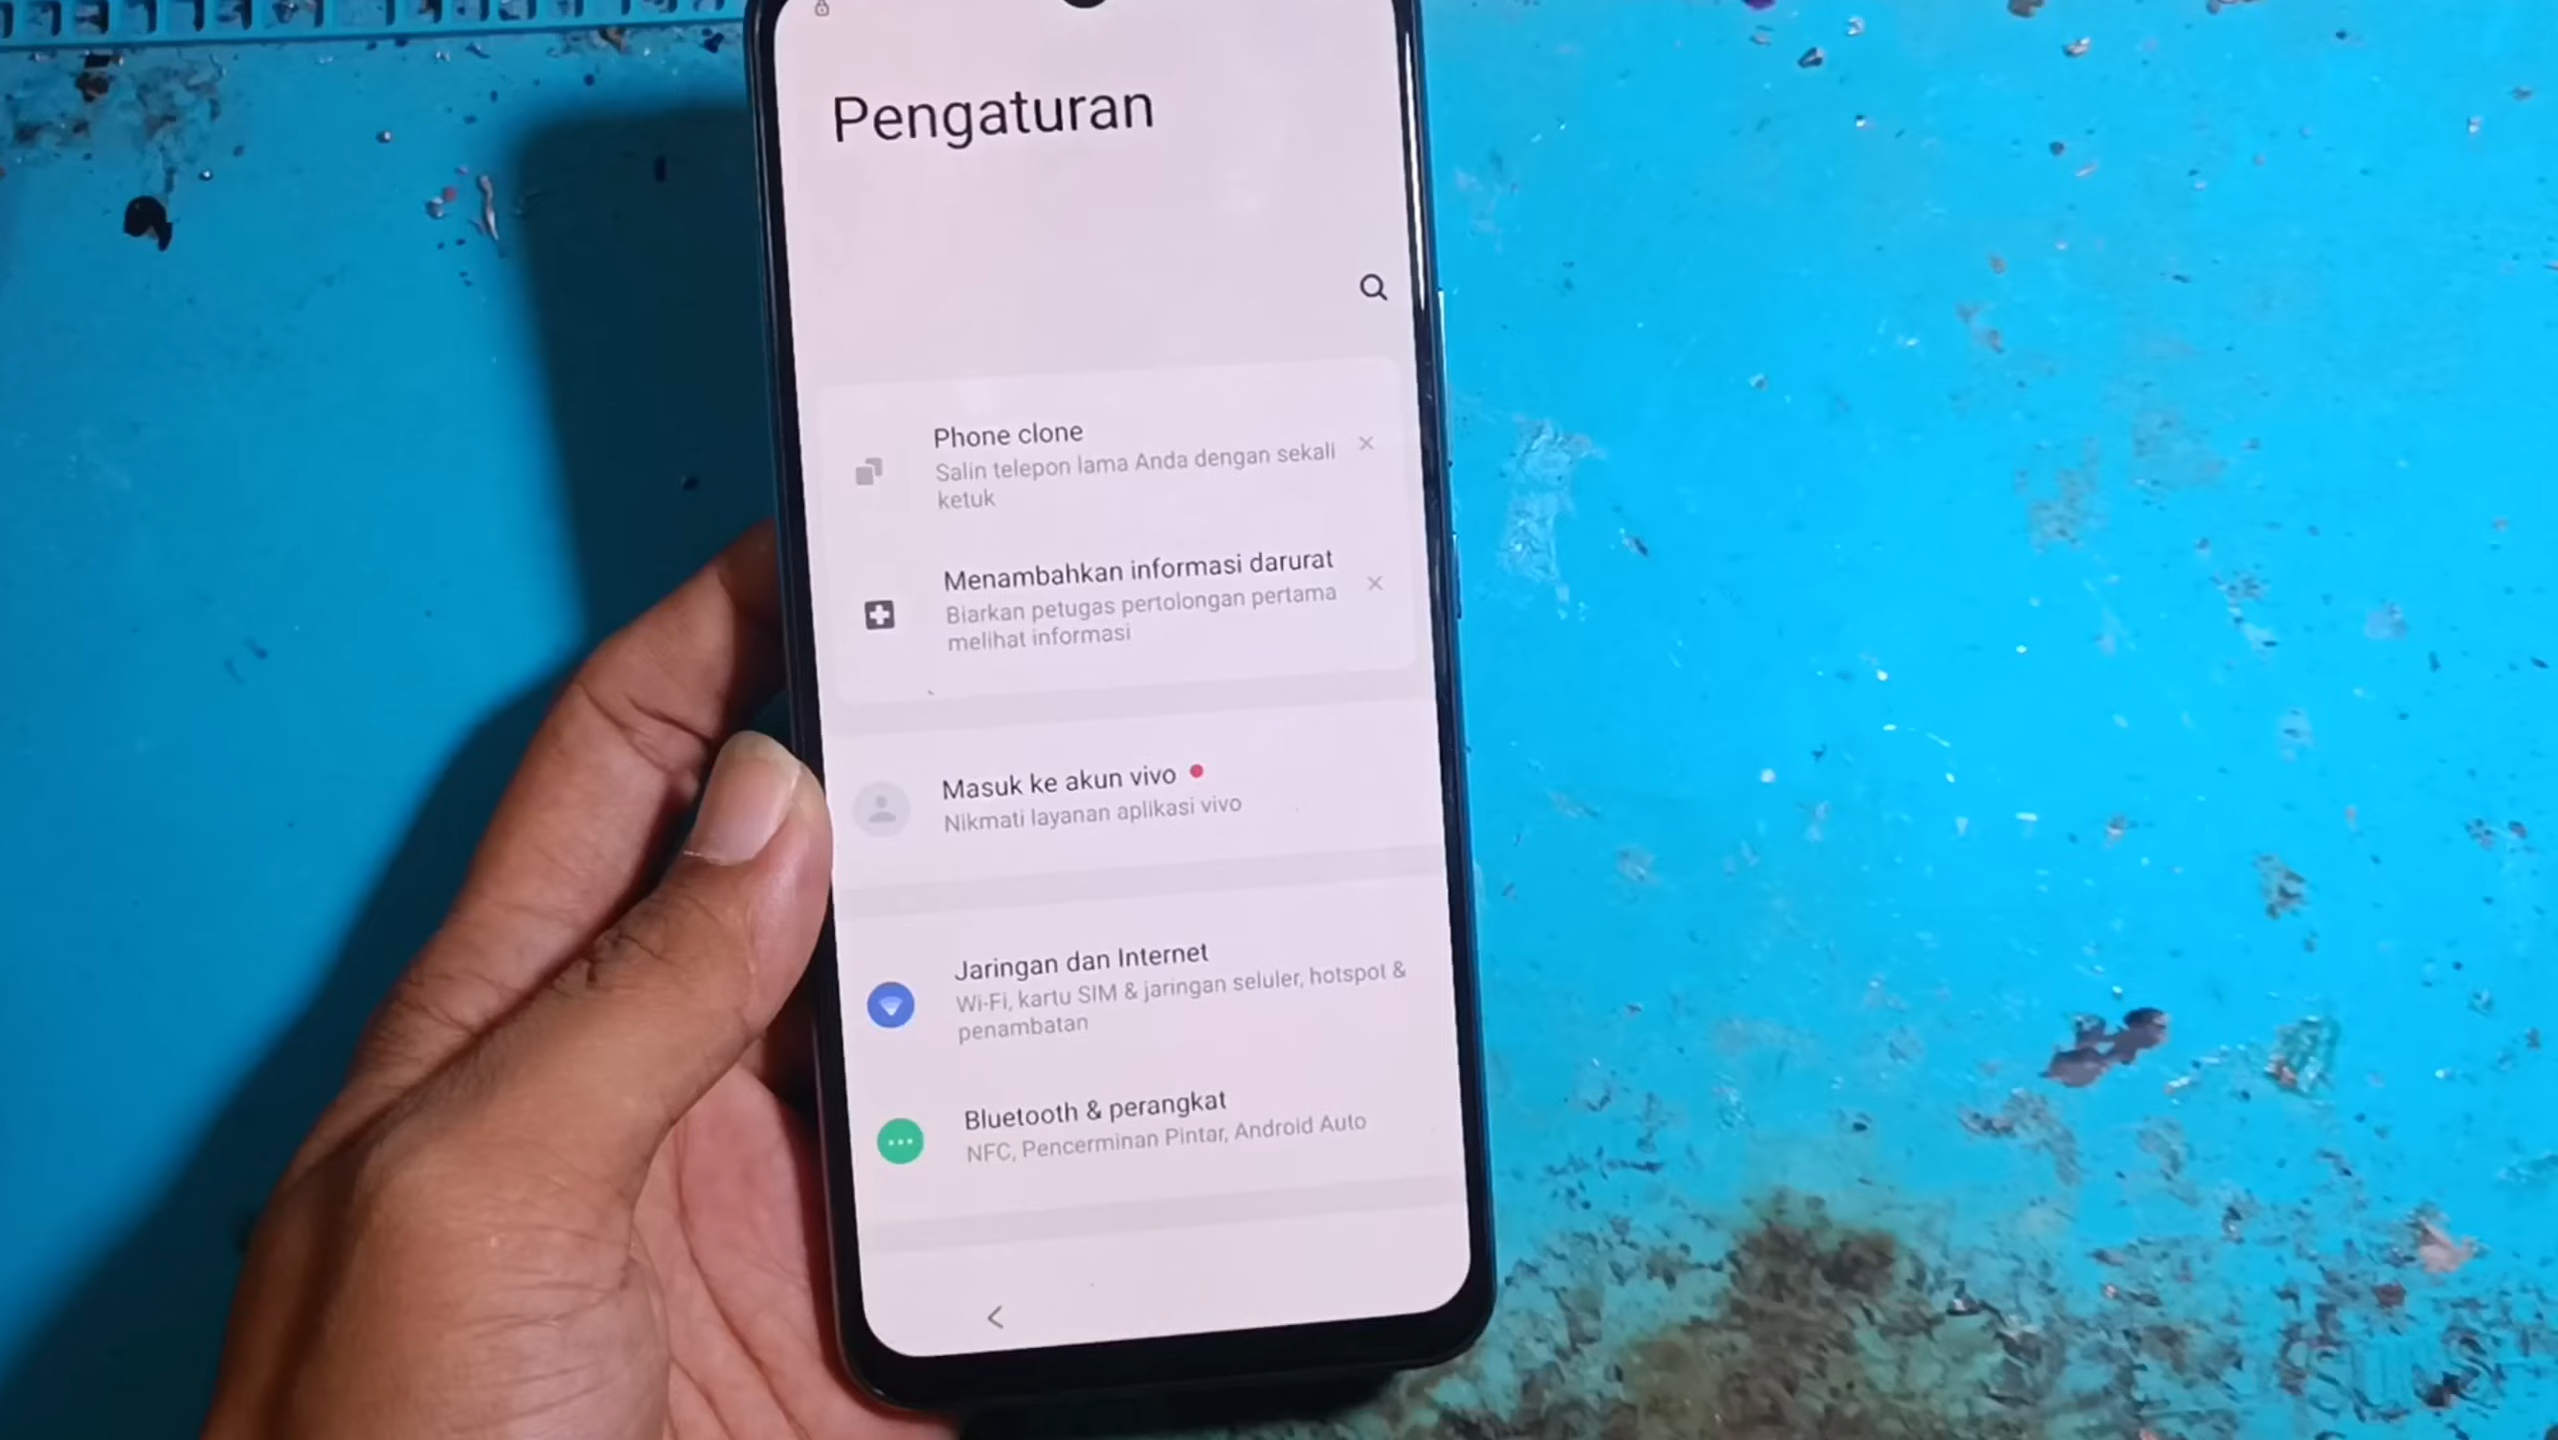 Pengaturan
Phone clone
Salin telepon lama Anda dengan sekali
ketuk
Menambahkan informasi darurat
Biarkan petugas pertolongan pertama
melihat informasi
Masuk ke akun vivo
Nikmati layanan aplikasi vivo
Jaringan dan Internet
Wi-Fi, kartu SIM & jaringan seluler, hotspot &
penambatan
Bluetooth & perangkat
NFC, Pencerminan Pintar, Android Auto